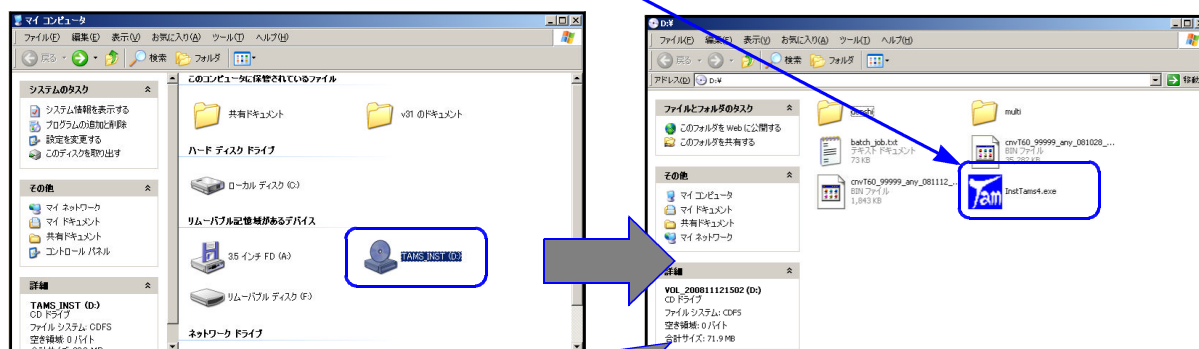 マイ コンピュータ
ファイル(F) 編集(E) 表示(V) お気に入り(A) ツール(T) ヘルプ(H)
戻る 検索 フォルダ
システムのタスク
システム情報を表示する
プログラムの追加と削除
設定を変更する
このディスクを取り出す
その他
マイ ネットワーク
マイ ドキュメント
共有ドキュメント
コントロール パネル
詳細
TAMS_INST (D:)
CD ドライブ
ファイル システム: CDFS
空き領域: 0 バイト
このコンピュータに保管されているファイル
共有ドキュメント
v31 のドキュメント
ハード ディスク ドライブ
ローカル ディスク (C:)
リムーバブル記憶域があるデバイス
3.5 インチ FD (A:)
TAMS_INST (D:)
リムーバブル ディスク (F:)
ネットワーク ドライブ
D:¥
ファイル(F) 編集(E) 表示(V) お気に入り(A) ツール(T) ヘルプ(H)
戻る 検索 フォルダ
アドレス(D) D:¥ 移動
ファイルとフォルダのタスク
このフォルダを Web に公開する
このフォルダを共有する
その他
マイ コンピュータ
マイ ドキュメント
共有ドキュメント
マイ ネットワーク
詳細
VOL_200811121502 (D:)
CD ドライブ
ファイル システム: CDFS
空き領域: 0 バイト
合計サイズ: 71.9 MB
multi
batch_job.txt
テキスト ドキュメント
73 KB
cnvT60_99999_any_081028_...
BIN ファイル
35,282 KB
cnvT60_99999_any_081112_...
BIN ファイル
1,843 KB
Tam
InstTams4.exe